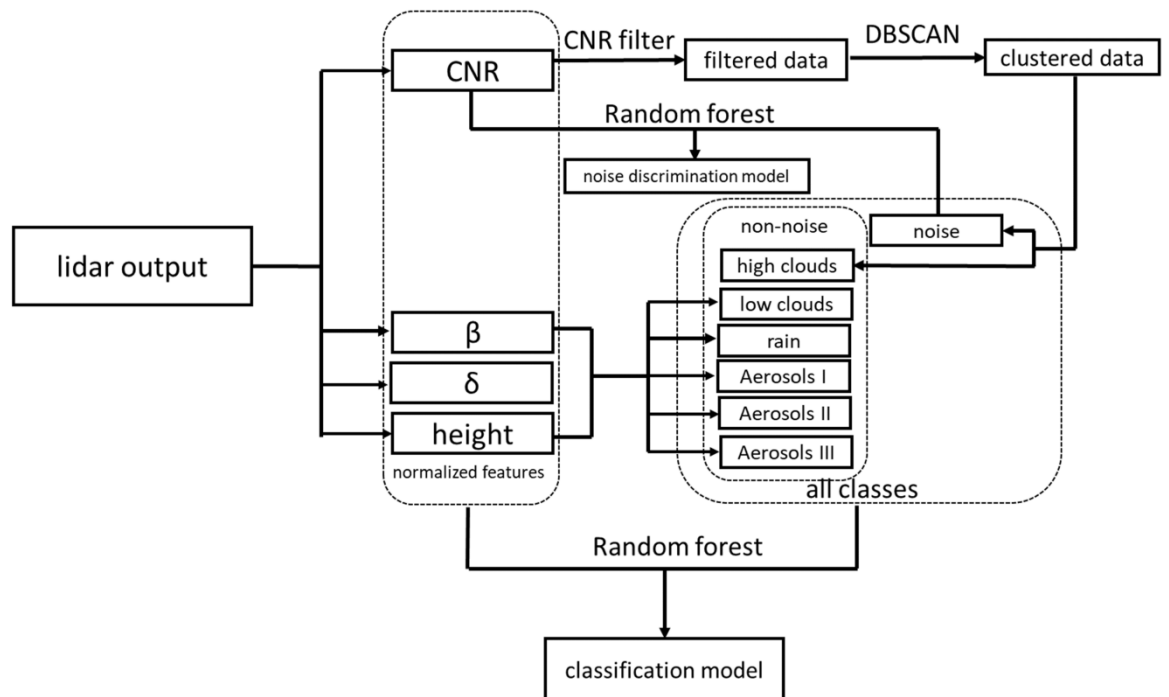 CNR filter
DBSCAN
CNR
filtered data
clustered data
Random forest
noise discrimination model
lidar output
non-noise
noise
high clouds
low clouds
β
rain
δ
Aerosols I
Aerosols II
height
Aerosols III
normalized features
all classes
Random forest
classification model